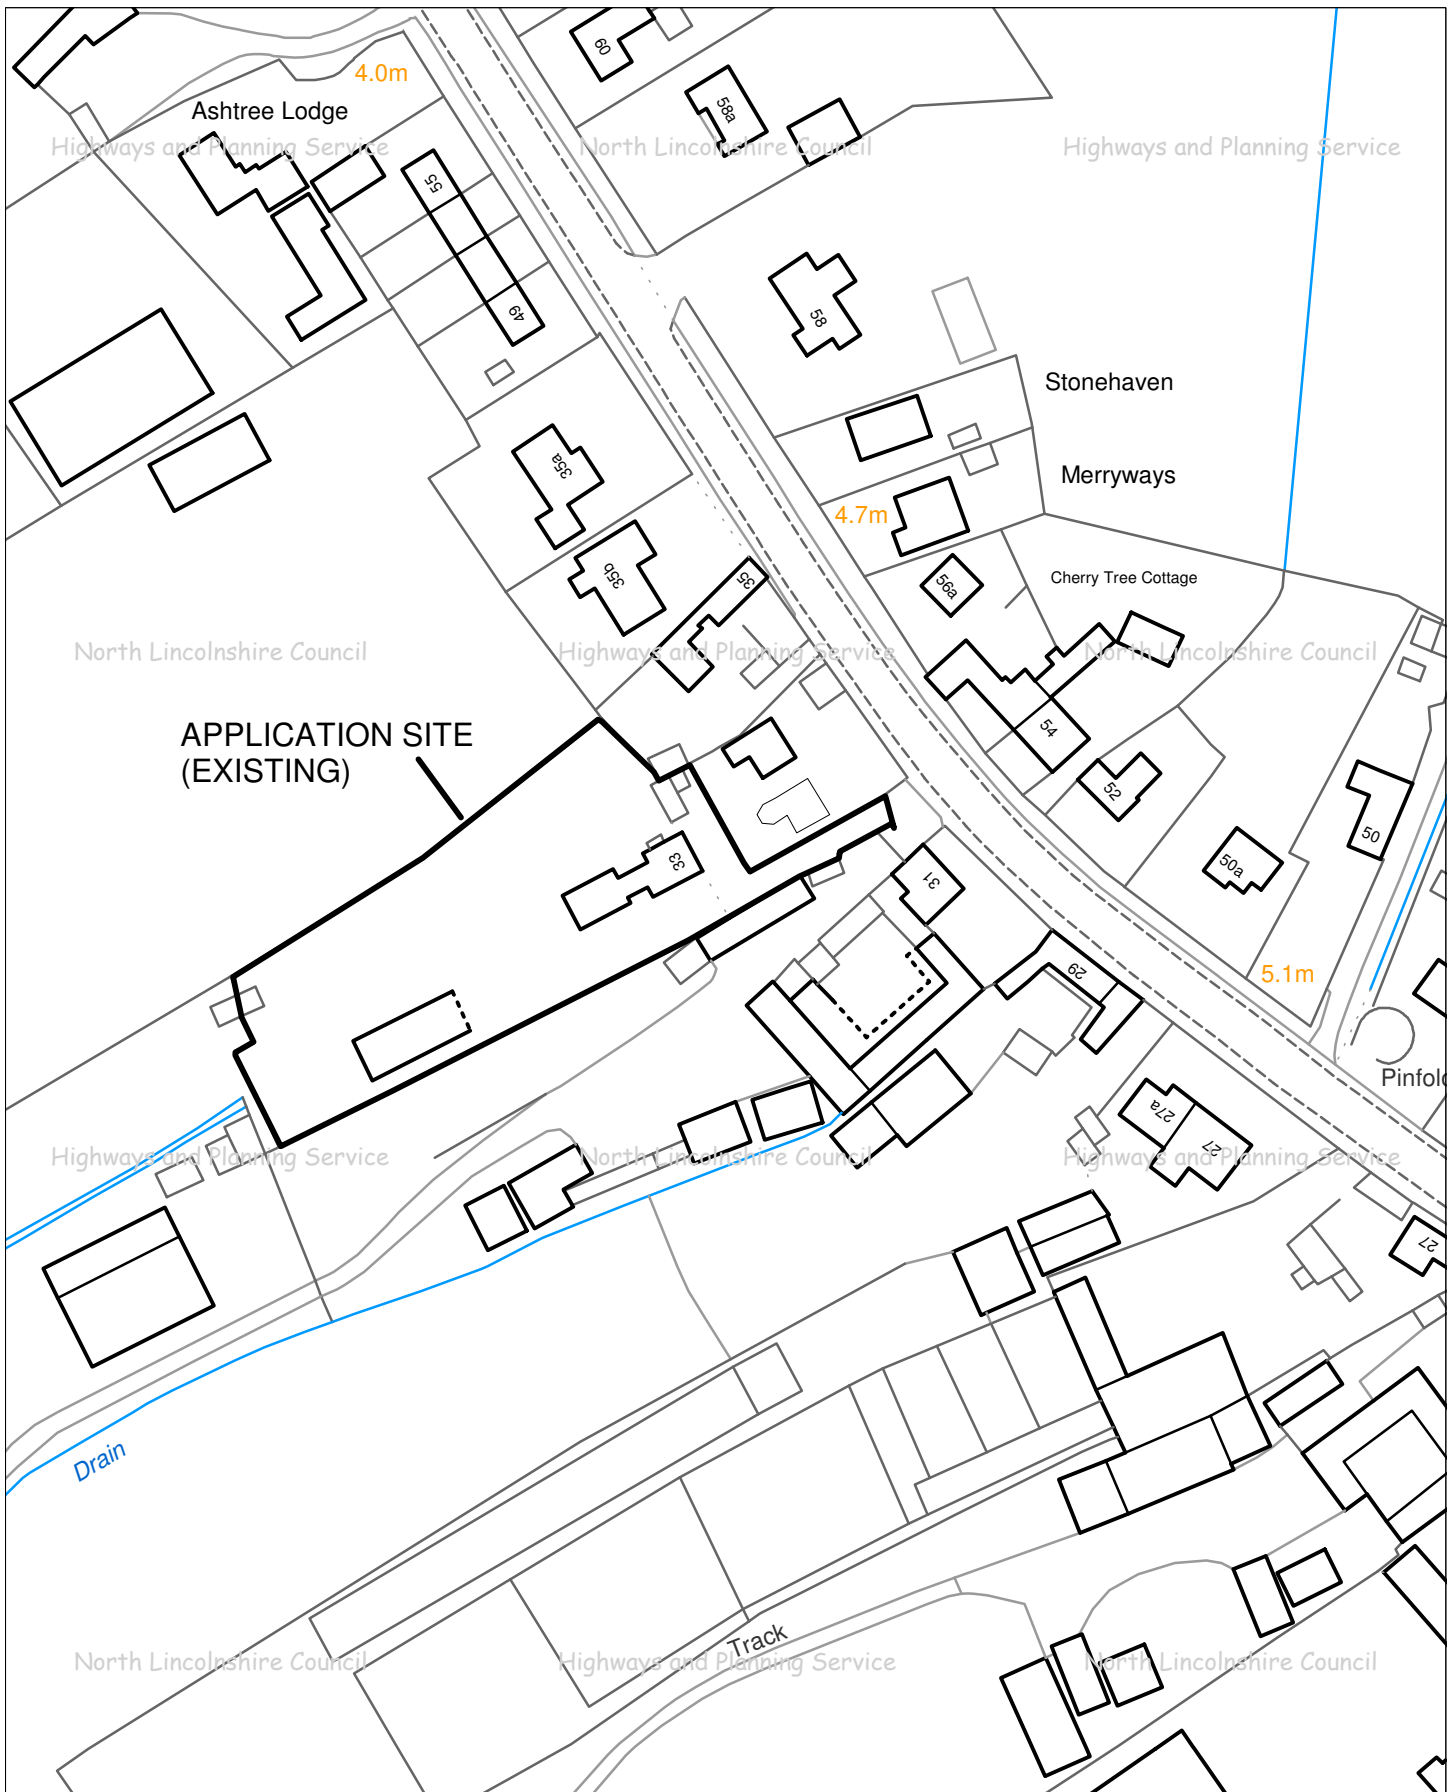 60
4.0m
58a
Ashtree Lodge
Highways and Planning Service
North Lincolnshire Council
Highways and Planning Service
55
49
58
Stonehaven
35a
Merryways
4.7m
35b
35
56a
Cherry Tree Cottage
North Lincolnshire Council
Highways and Planning Service
North Lincolnshire Council
APPLICATION SITE
(EXISTING)
54
52
50
33
31
50a
29
5.1m
Pinfold
27a
27
Highways and Planning Service
North Lincolnshire Council
Highways and Planning Service
27
Drain
Track
North Lincolnshire Council
Highways and Planning Service
North Lincolnshire Council